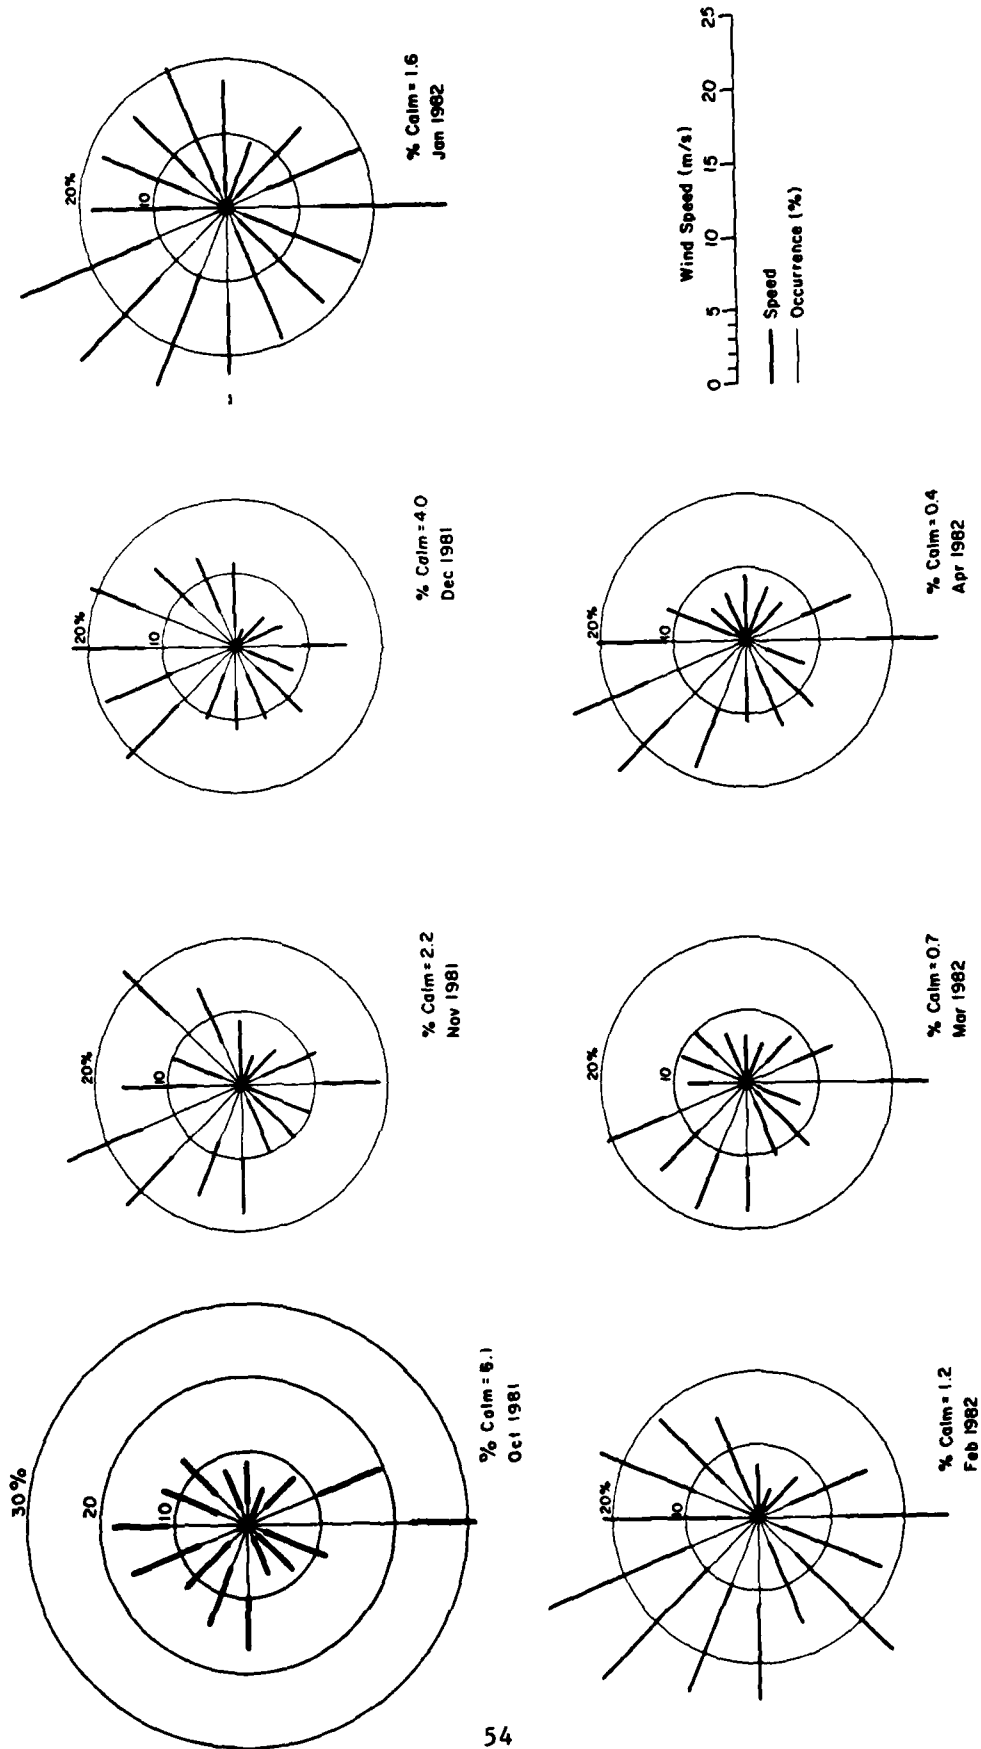 30%
20
10
% Calm = 5.1
Oct 1981
20%
10
% Calm = 2.2
Nov 1981
20%
10
% Calm = 4.0
Dec 1981
20%
10
% Calm = 1.6
Jan 1982
20%
10
% Calm = 1.2
Feb 1982
20%
10
% Calm = 0.7
Mar 1982
20%
10
% Calm = 0.4
Apr 1982
Wind Speed (m/s)
0 5 10 15 20 25
Speed
Occurrence (%)
54